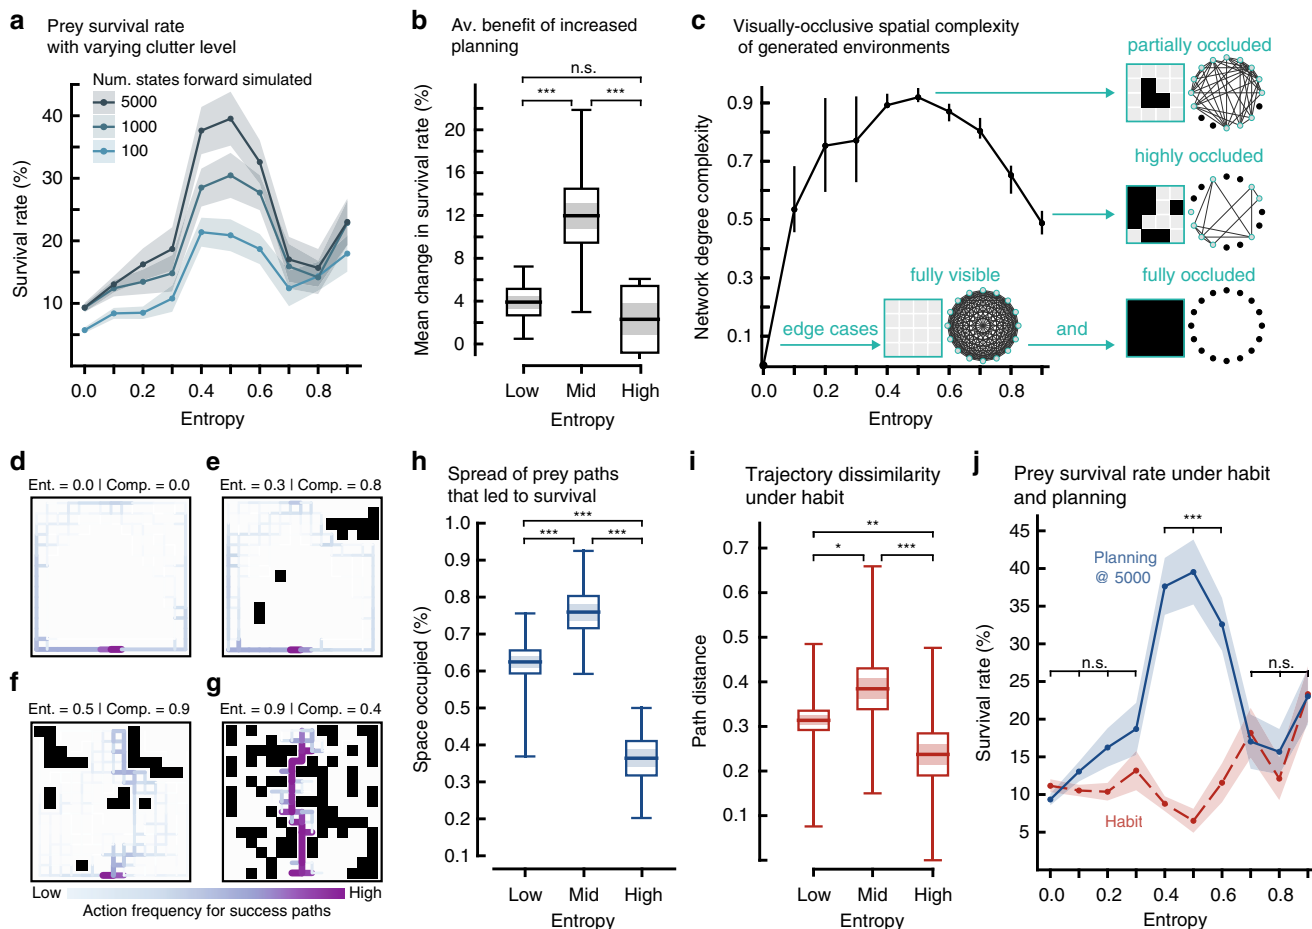 a Prey survival rate
with varying clutter level
Num. states forward simulated
5000
1000
100
Survival rate (%)
40
30
20
10
0.0 0.2 0.4 0.6 0.8
Entropy
b Av. benefit of increased
planning
n.s.
*** ***
Mean change in survival rate (%)
20
16
12
8
4
0
Low Mid High
Entropy
c Visually-occlusive spatial complexity
of generated environments
partially occluded
highly occluded
fully visible
fully occluded
edge cases
and
Network degree complexity
0.9
0.7
0.5
0.3
0.1
0.0 0.2 0.4 0.6 0.8
Entropy
d
Ent. = 0.0 | Comp. = 0.0
e
Ent. = 0.3 | Comp. = 0.8
f
Ent. = 0.5 | Comp. = 0.9
g
Ent. = 0.9 | Comp. = 0.4
Low High
Action frequency for success paths
h Spread of prey paths
that led to survival
***
*** ***
Space occupied (%)
1.0
0.9
0.8
0.7
0.6
0.5
0.4
0.3
0.2
0.1
Low Mid High
Entropy
i Trajectory dissimilarity
under habit
**
* ***
Path distance
0.7
0.5
0.4
0.3
0.1
Low Mid High
Entropy
j Prey survival rate under habit
and planning
***
Planning
@ 5000
n.s.
n.s.
Habit
Survival rate (%)
45
40
35
30
25
20
15
10
5
0.0 0.2 0.4 0.6 0.8
Entropy